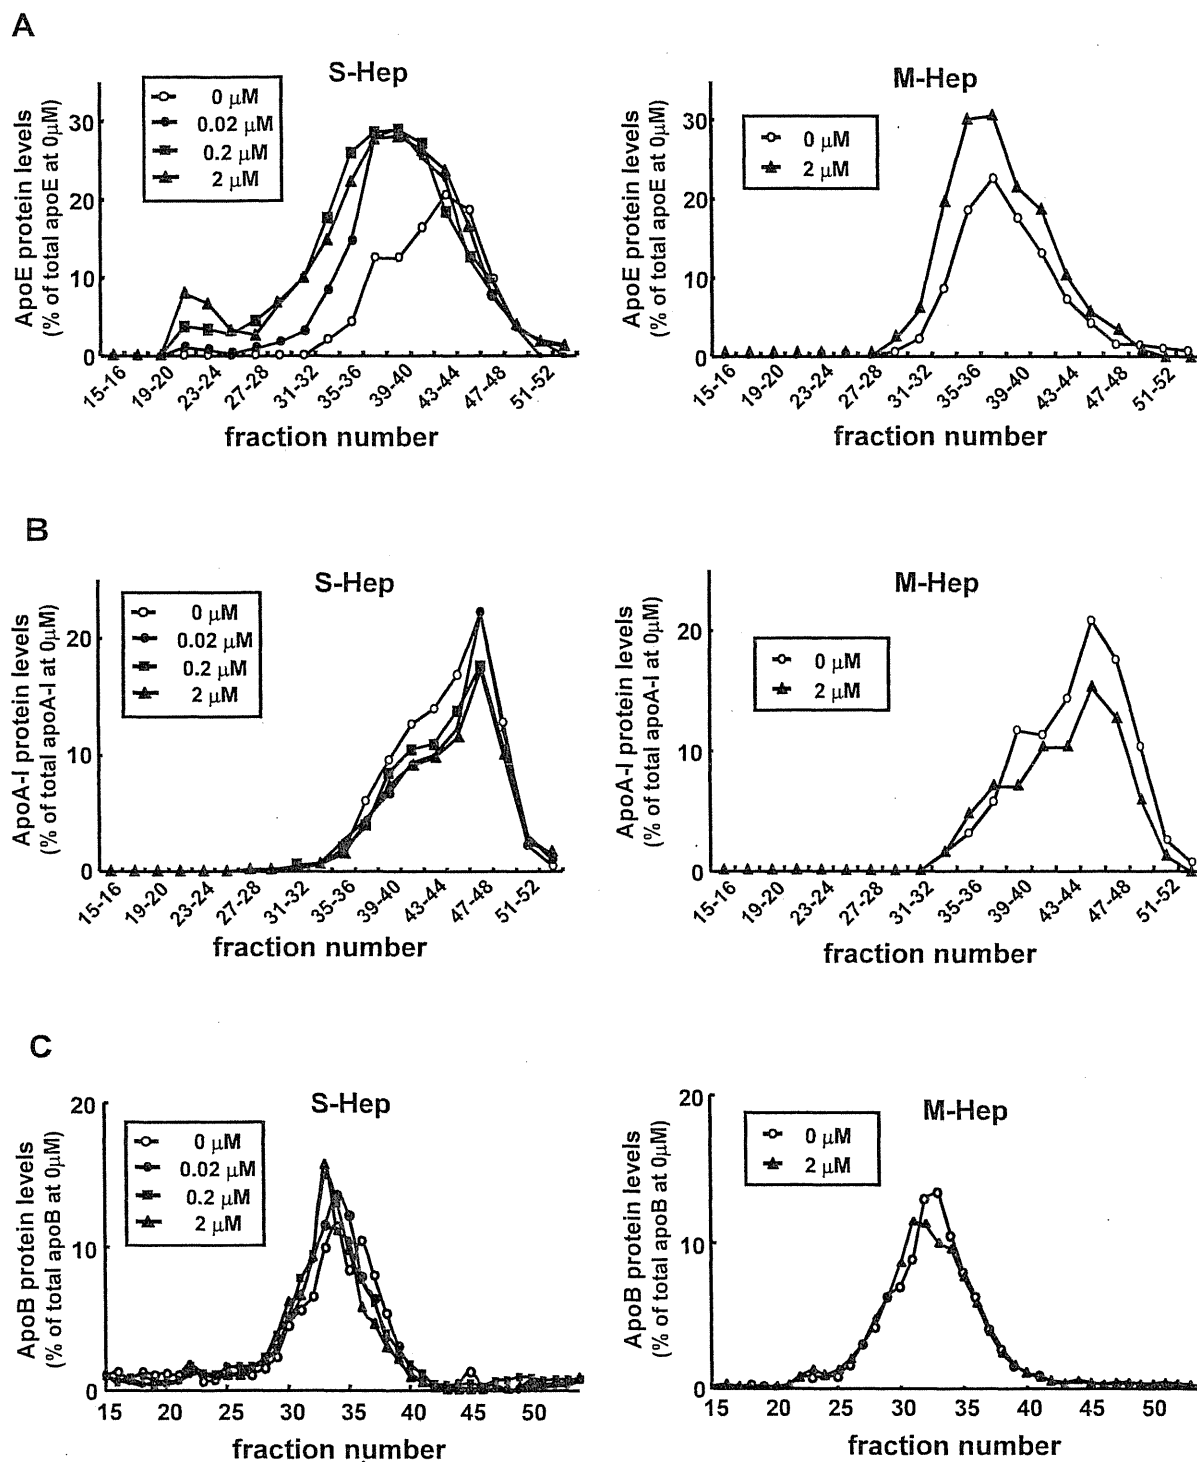 A
S-Hep
0 μM
0.02 μM
0.2 μM
2 μM
ApoE protein levels
(% of total apoE at 0μM)
30
20
10
0
15-16
19-20
23-24
27-28
31-32
35-36
39-40
43-44
47-48
51-52
fraction number
M-Hep
0 μM
2 μM
ApoE protein levels
(% of total apoE at 0μM)
30
20
10
0
15-16
19-20
23-24
27-28
31-32
35-36
39-40
43-44
47-48
51-52
fraction number
B
S-Hep
0 μM
0.02 μM
0.2 μM
2 μM
ApoA-I protein levels
(% of total apoA-I at 0μM)
20
10
0
15-16
19-20
23-24
27-28
31-32
35-36
39-40
43-44
47-48
51-52
fraction number
M-Hep
0 μM
2 μM
ApoA-I protein levels
(% of total apoA-I at 0μM)
20
10
0
15-16
19-20
23-24
27-28
31-32
35-36
39-40
43-44
47-48
51-52
fraction number
C
S-Hep
0 μM
0.02 μM
0.2 μM
2 μM
ApoB protein levels
(% of total apoB at 0μM)
20
10
0
15 20 25 30 35 40 45 50
fraction number
M-Hep
0 μM
2 μM
ApoB protein levels
(% of total apoB at 0μM)
20
10
0
15 20 25 30 35 40 45 50
fraction number